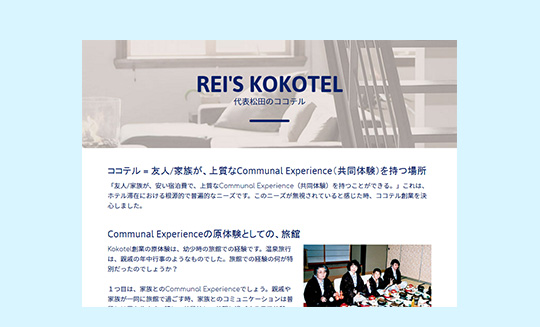 REI'S KOKOTEL
代表松田のココテル
ココテル = 友人/家族が、上質なCommunal Experience（共同体験）を持つ場所
「友人/家族が、安い宿泊費で、上質なCommunal Experience（共同体験）を持つことができる。」これは、
ホテル滞在における根源的で普遍的なニーズです。このニーズが無視されていると感じた時、ココテル創業を決
心しました。
Communal Experienceの原体験としての、旅館
Kokotel創業の原体験は、幼少時の旅館での経験です。温泉旅行
は、親戚の年中行事のようなものでした。旅館での経験の何が特
別だったのでしょうか？
１つ目は、家族とのCommunal Experienceでしょう。親戚や
家族が一同に旅館で過ごす時、家族とのコミュニケーションは普